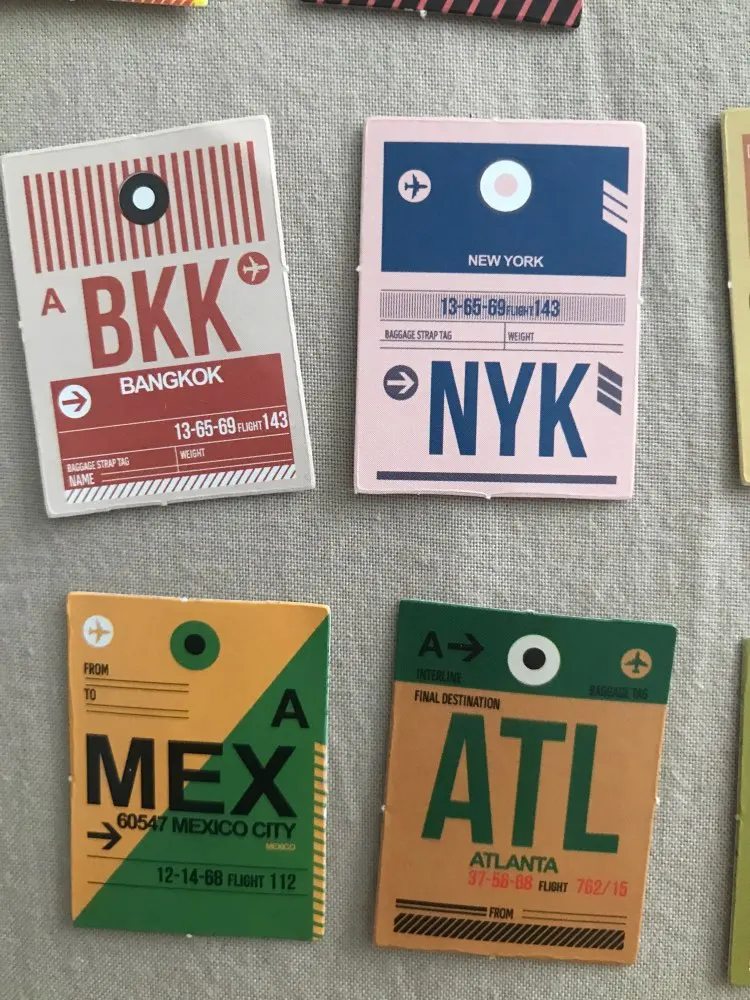 A
BKK
BANGKOK
13-65-69 FLIGHT 143
BAGGAGE STRAP TAG WEIGHT
NAME
NEW YORK
13-65-69 FLIGHT 143
BAGGAGE STRAP TAG WEIGHT
NYK
FROM
TO
A
MEX
60547 MEXICO CITY
MEXICO
12-14-68 FLIGHT 112
A
INTERLINE
BAGGAGE TAG
FINAL DESTINATION
ATL
ATLANTA
37-56-68 FLIGHT 762/15
FROM